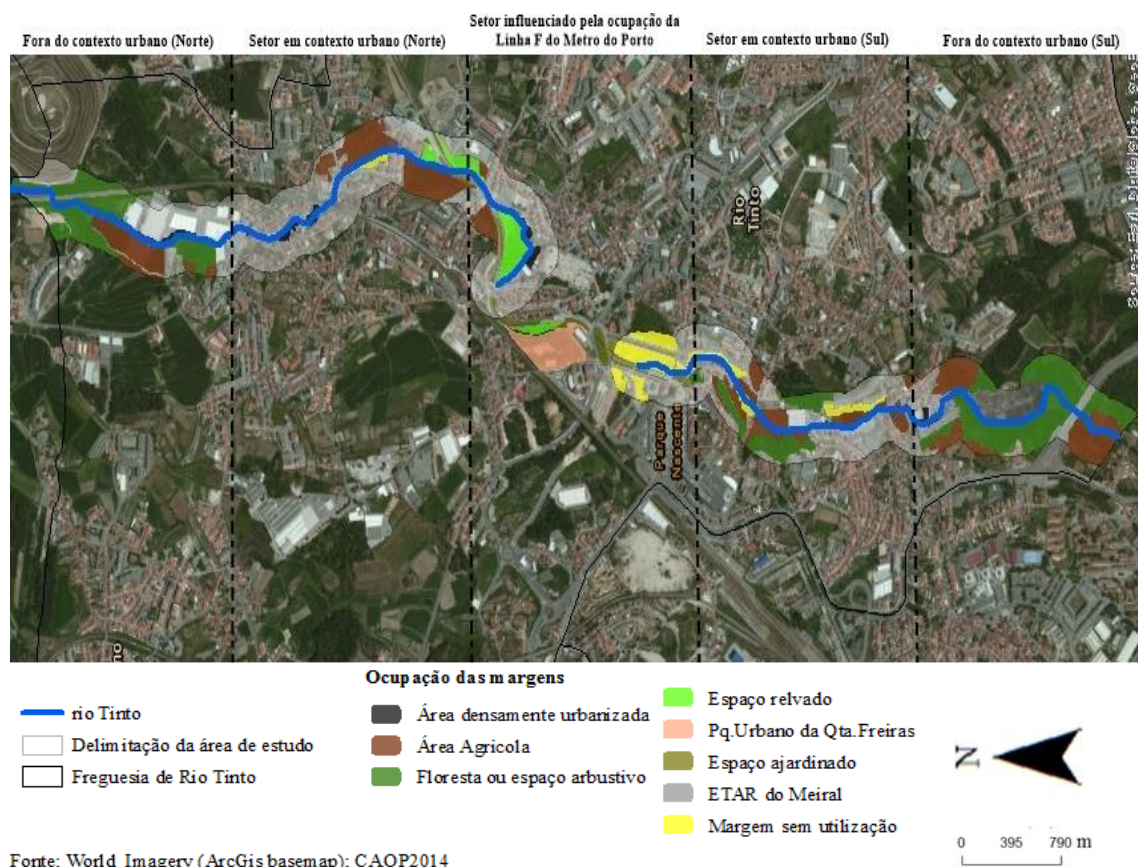 Setor influenciado pela ocupação da
Fora do contexto urbano (Norte)
Setor em contexto urbano (Norte)
Linha F do Metro do Porto
Setor em contexto urbano (Sul)
Fora do contexto urbano (Sul)
Rio
Tinto
Parque
Nascente
Ocupação das margens
rio Tinto
Delimitação da área de estudo
Freguesia de Rio Tinto
Área densamente urbanizada
Área Agricola
Floresta ou espaço arbustivo
Espaço relvado
Pq.Urbano da Qta.Freiras
Espaço ajardinado
ETAR do Meiral
Margem sem utilização
N
0 395 790 m
Fonte: World_Imagery (ArcGis basemap); CAOP2014